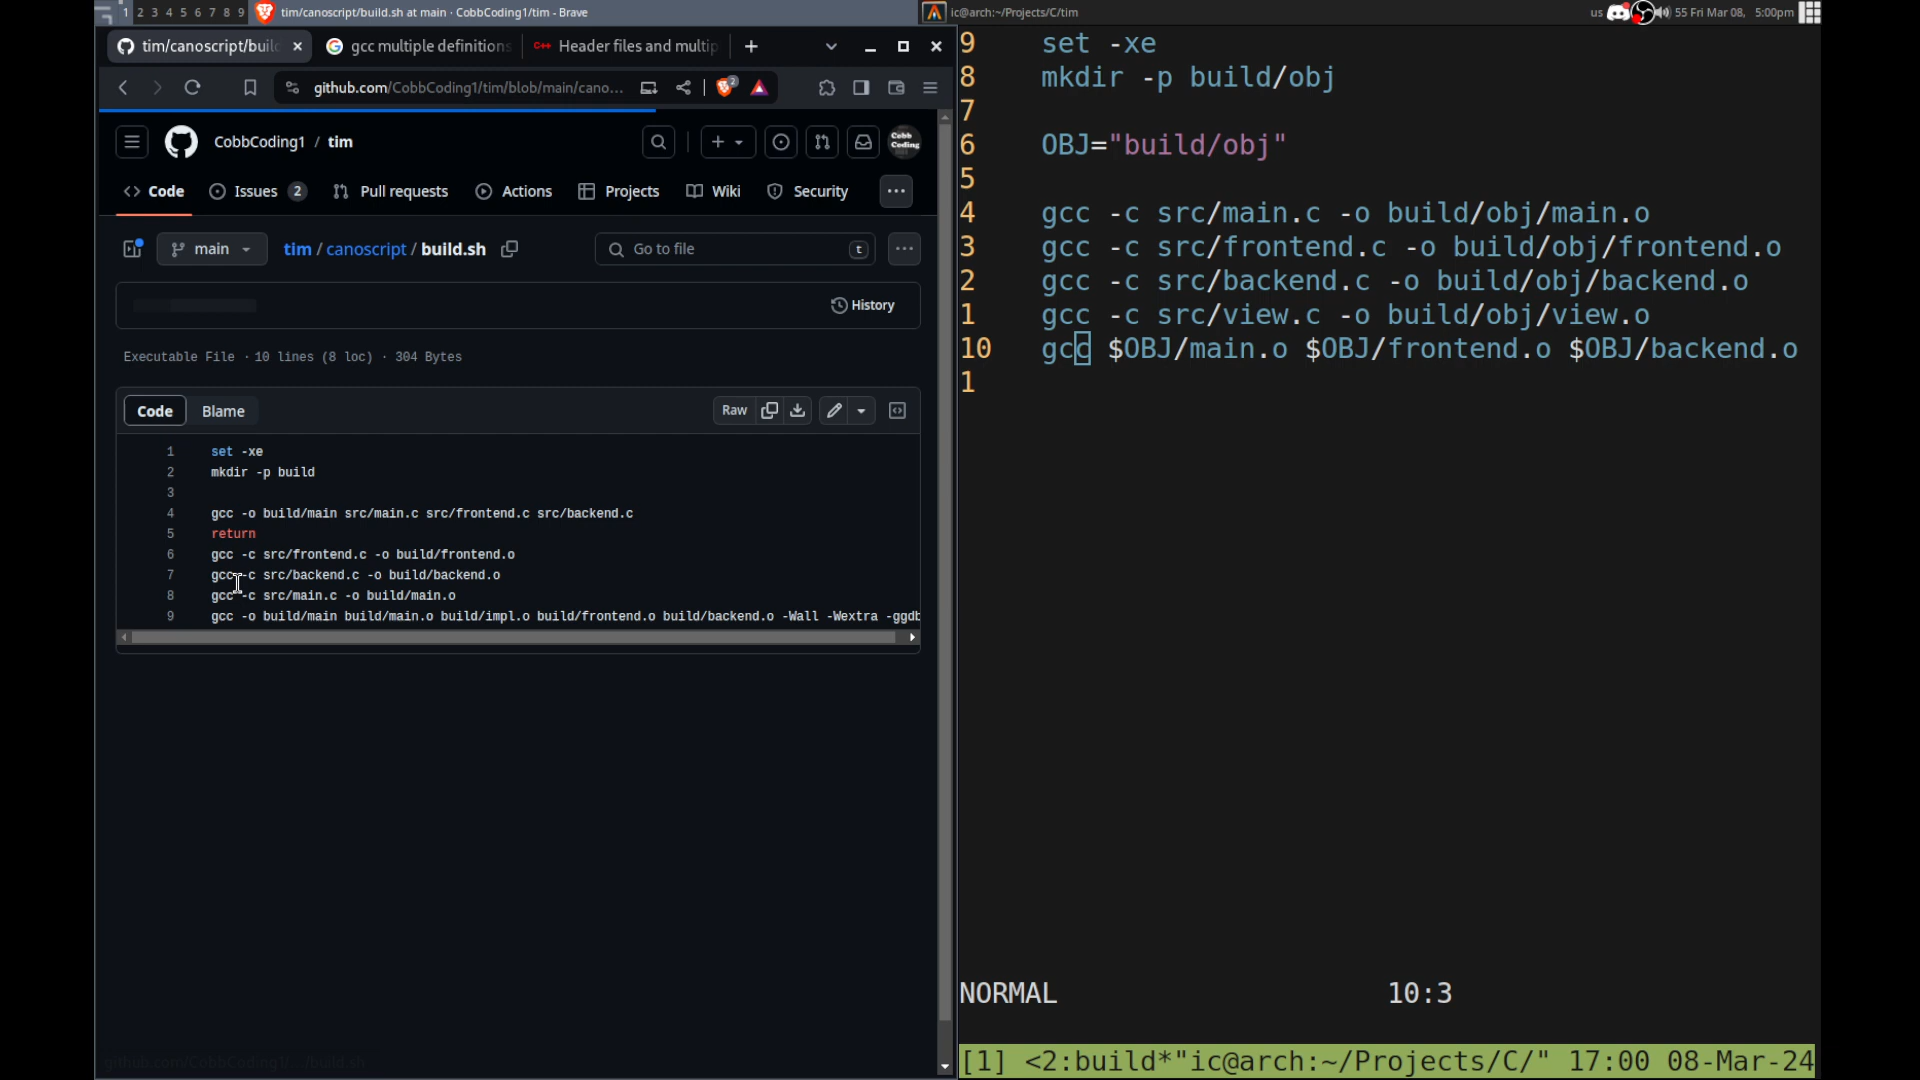 1 2 3 4 5 6 7 8 9 tim/canoscript/build.sh at main · CobbCoding1/tim - Brave
ic@arch:~/Projects/C/tim
us 55 Fri Mar 08, 5:00pm
tim/canoscript/buil
gcc multiple definitions
Header files and multip
github.com/CobbCoding1/tim/blob/main/cano...
2
CobbCoding1 / tim
Cobb
Coding
Code
Issues 2
Pull requests
Actions
Projects
Wiki
Security
main
tim / canoscript / build.sh
Go to file
t
History
Executable File · 10 lines (8 loc) · 304 Bytes
Code
Blame
Raw
1 set -xe
2 mkdir -p build
3
4 gcc -o build/main src/main.c src/frontend.c src/backend.c
5 return
6 gcc -c src/frontend.c -o build/frontend.o
7 gcc -c src/backend.c -o build/backend.o
8 gcc -c src/main.c -o build/main.o
9 gcc -o build/main build/main.o build/impl.o build/frontend.o build/backend.o -Wall -Wextra -ggdb
9 set -xe
8 mkdir -p build/obj
7
6 OBJ="build/obj"
5
4 gcc -c src/main.c -o build/obj/main.o
3 gcc -c src/frontend.c -o build/obj/frontend.o
2 gcc -c src/backend.c -o build/obj/backend.o
1 gcc -c src/view.c -o build/obj/view.o
10 gcc $OBJ/main.o $OBJ/frontend.o $OBJ/backend.o
1
NORMAL 10:3
[1] <2:build*"ic@arch:~/Projects/C/" 17:00 08-Mar-24